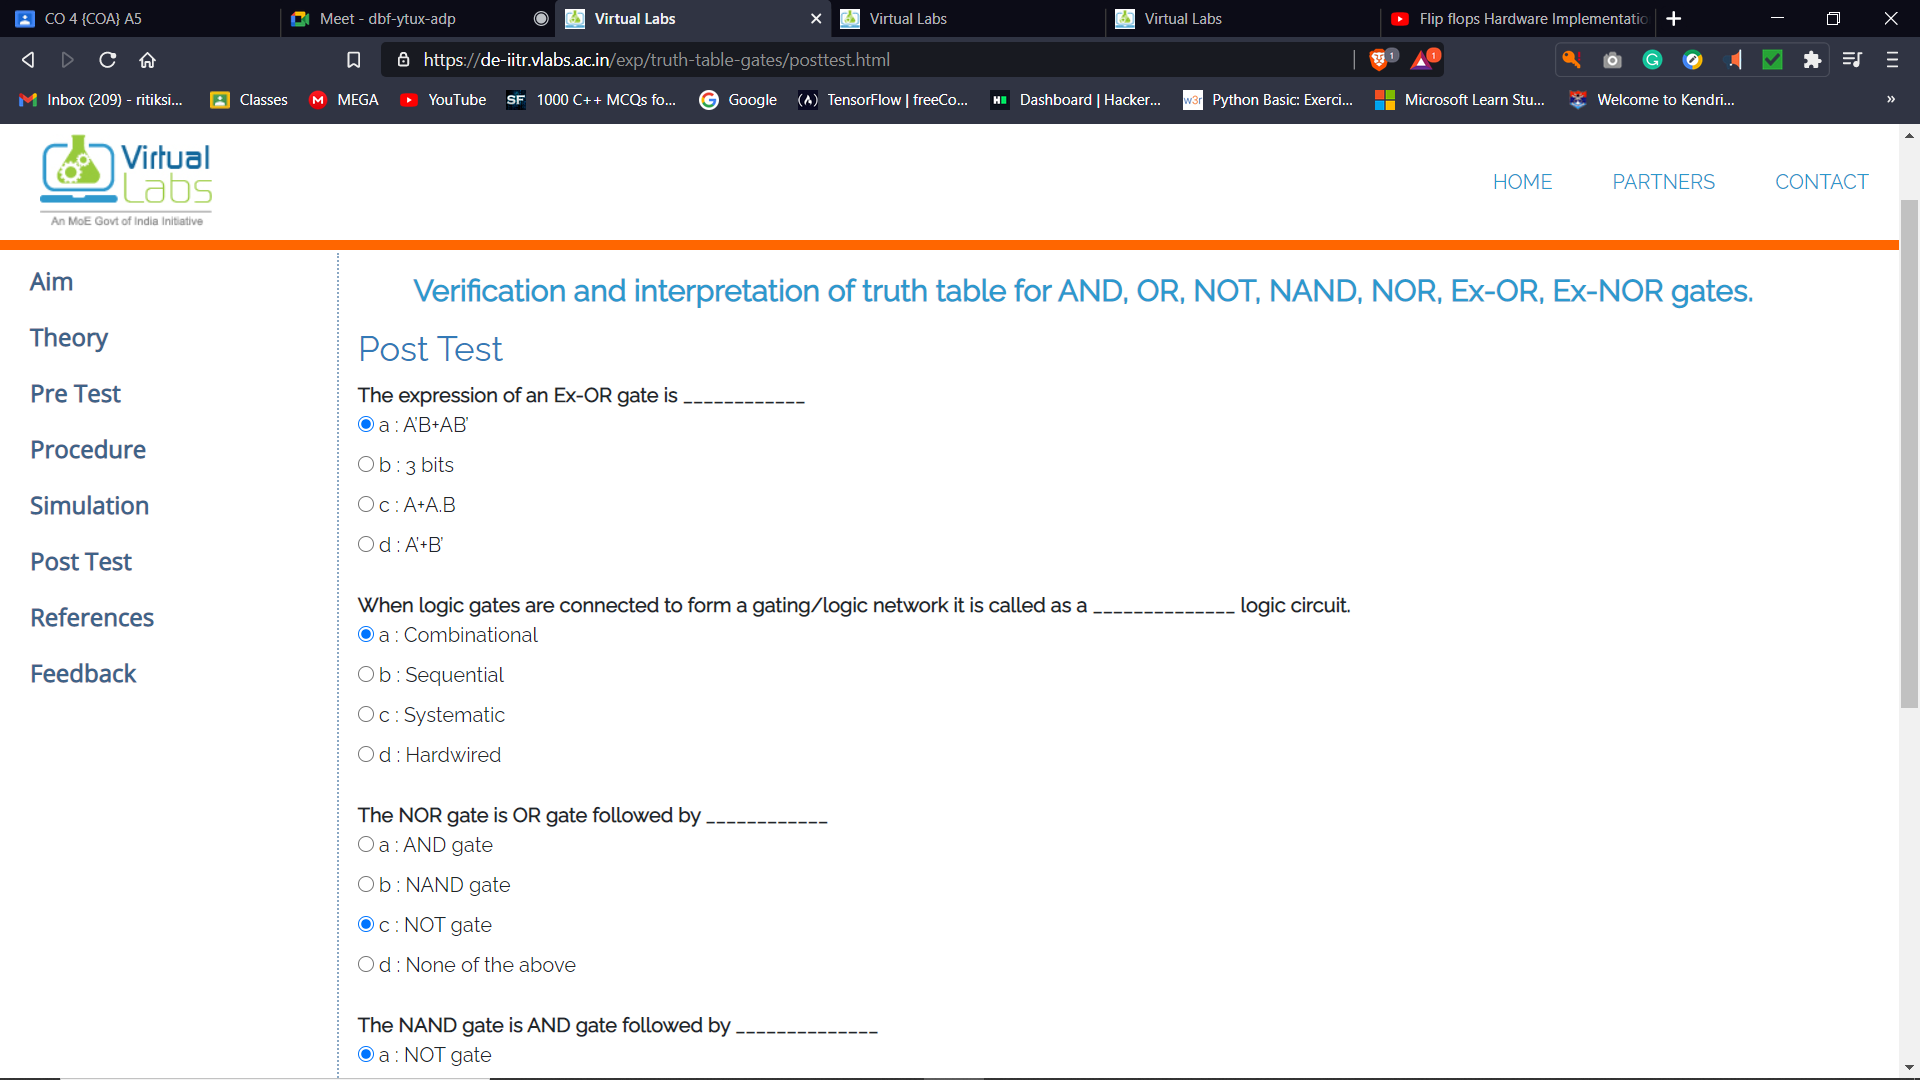 CO 4 {COA} A5
Meet - dbf-ytux-adp
Virtual Labs
Virtual Labs
Virtual Labs
Flip flops Hardware Implementatio
https://de-iitr.vlabs.ac.in/exp/truth-table-gates/posttest.html
1
1
Inbox (209) - ritiksi...
Classes
MEGA
YouTube
SF 1000 C++ MCQs fo...
Google
TensorFlow | freeCo...
Dashboard | Hacker...
w3r Python Basic: Exerci...
Microsoft Learn Stu...
Welcome to Kendri...
»
Virtual
Labs
An MoE Govt of India Initiative
HOME
PARTNERS
CONTACT
Aim
Theory
Pre Test
Procedure
Simulation
Post Test
References
Feedback
Verification and interpretation of truth table for AND, OR, NOT, NAND, NOR, Ex-OR, Ex-NOR gates.
Post Test
The expression of an Ex-OR gate is ____________
a : A'B+AB'
b : 3 bits
c : A+A.B
d : A'+B'
When logic gates are connected to form a gating/logic network it is called as a ______________ logic circuit.
a : Combinational
b : Sequential
c : Systematic
d : Hardwired
The NOR gate is OR gate followed by ____________
a : AND gate
b : NAND gate
c : NOT gate
d : None of the above
The NAND gate is AND gate followed by ______________
a : NOT gate